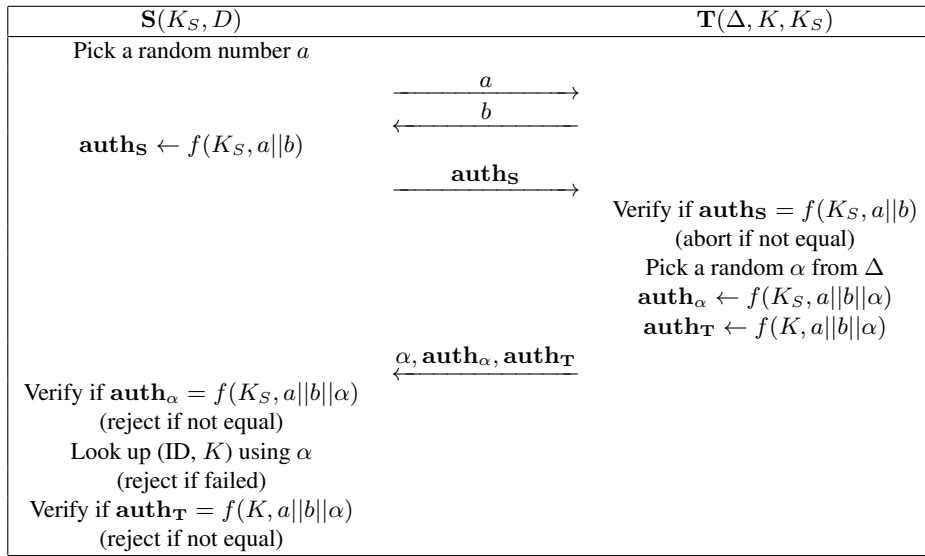 S(K_S, D) T(Δ, K, K_S)
Pick a random number a
a
b
auth_S ← f(K_S, a||b)
auth_S
Verify if auth_S = f(K_S, a||b)
(abort if not equal)
Pick a random α from Δ
auth_α ← f(K_S, a||b||α)
auth_T ← f(K, a||b||α)
α, auth_α, auth_T
Verify if auth_α = f(K_S, a||b||α)
(reject if not equal)
Look up (ID, K) using α
(reject if failed)
Verify if auth_T = f(K, a||b||α)
(reject if not equal)